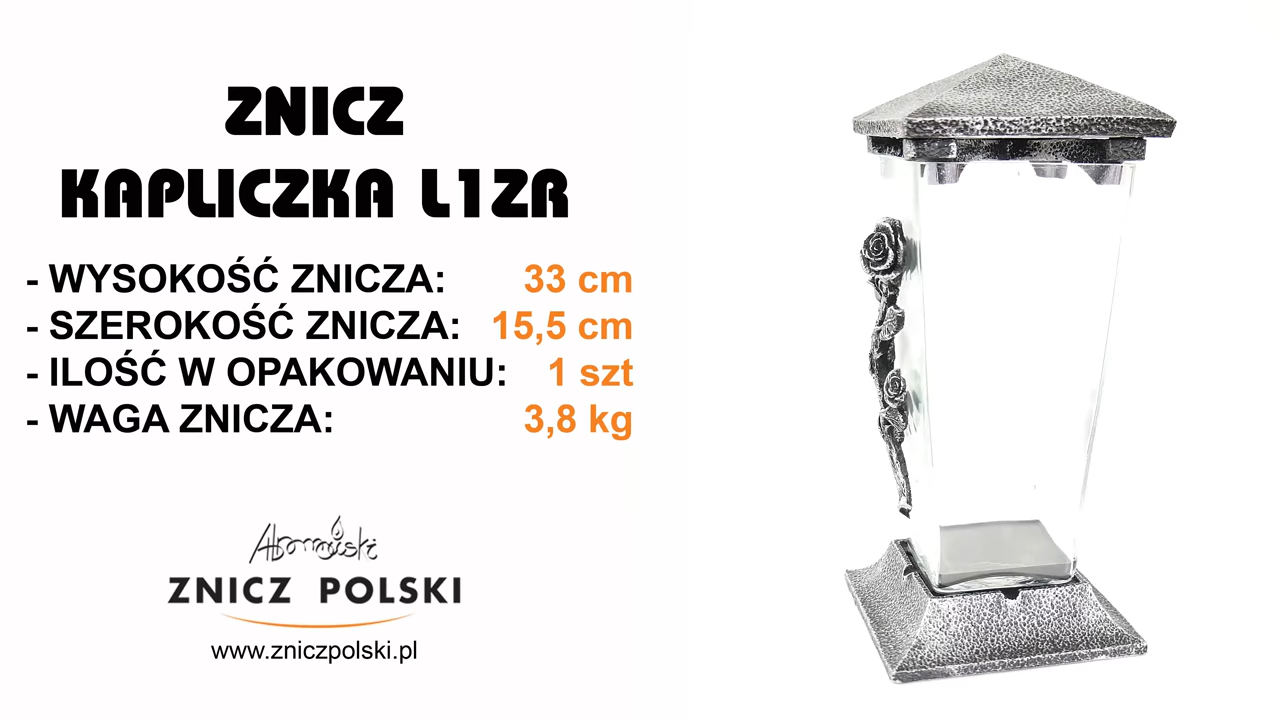 ZNICZ
KAPLICZKA L1ZR
- WYSOKOŚĆ ZNICZA: 33 cm
- SZEROKOŚĆ ZNICZA: 15,5 cm
- ILOŚĆ W OPAKOWANIU: 1 szt
- WAGA ZNICZA: 3,8 kg
ZNICZ POLSKI
www.zniczpolski.pl